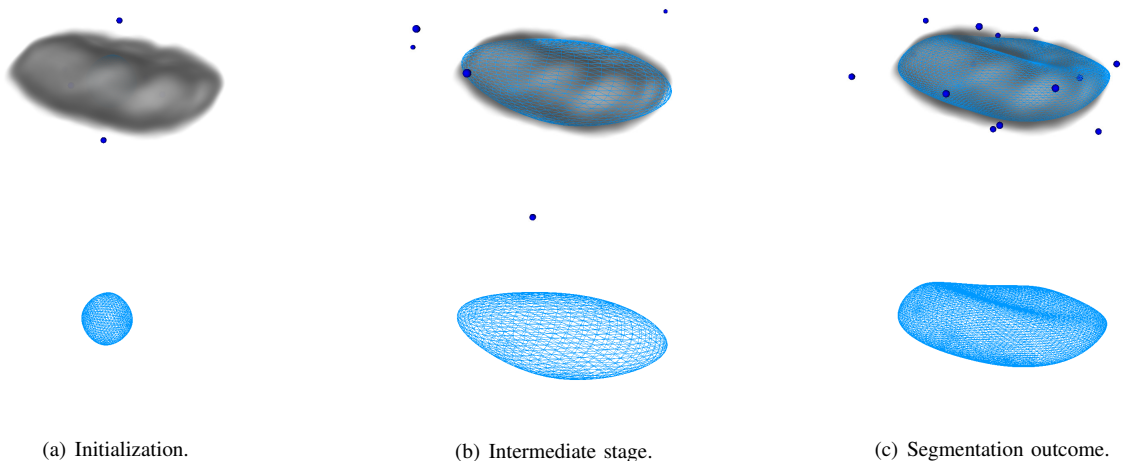 (a) Initialization.
(b) Intermediate stage.
(c) Segmentation outcome.